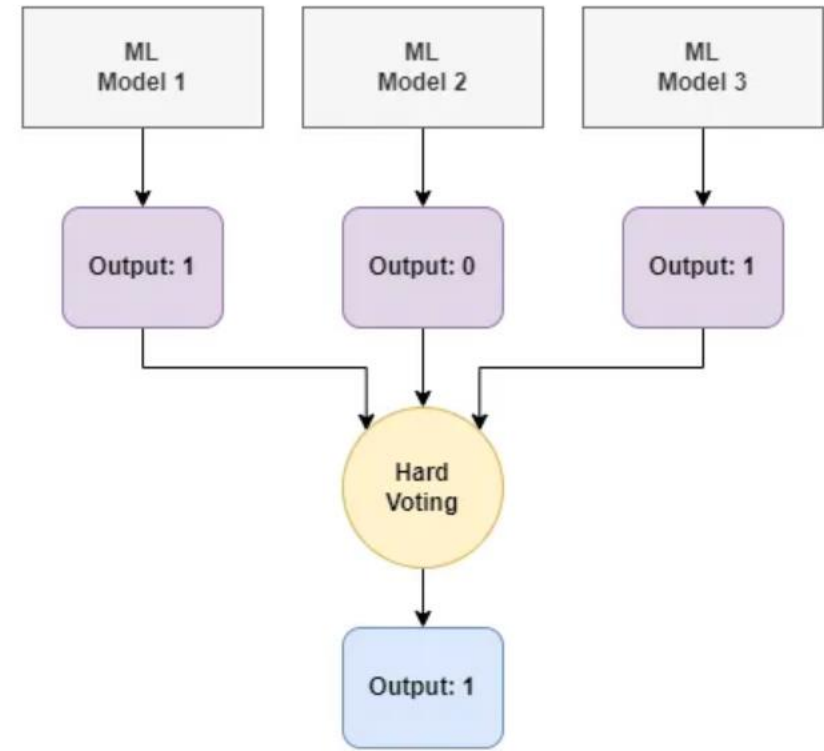 ML
Model 1
ML
Model 2
ML
Model 3
Output: 1
Output: 0
Output: 1
Hard
Voting
Output: 1